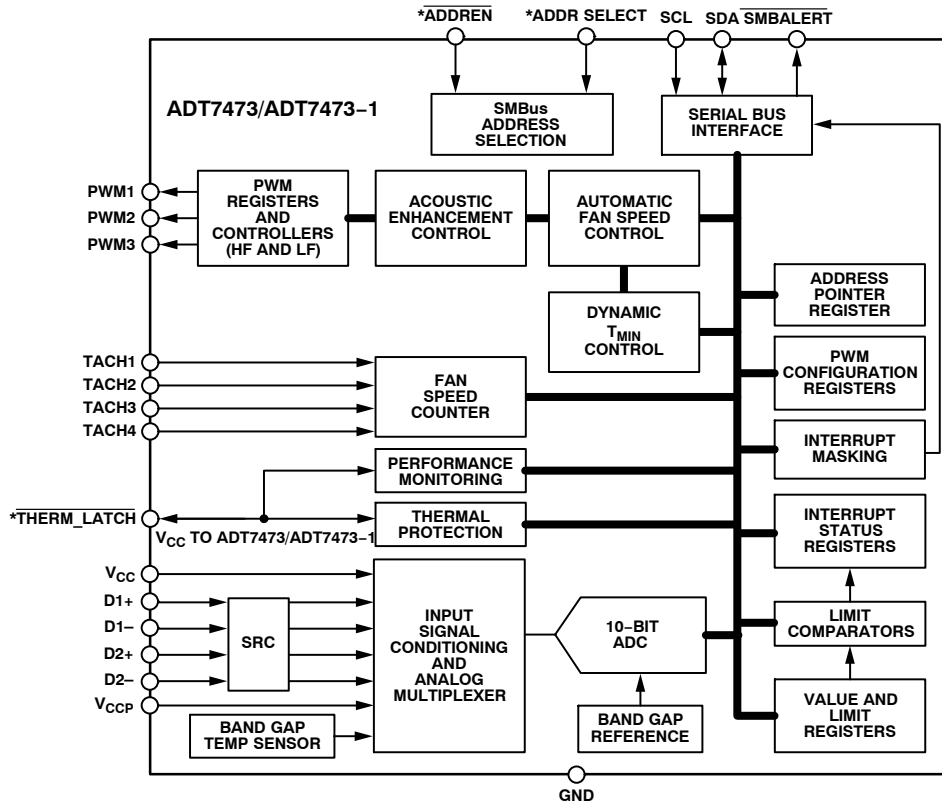 *ADDREN
*ADDR SELECT
SCL
SDA
SMBALERT
ADT7473/ADT7473−1
SMBus
ADDRESS
SELECTION
SERIAL BUS
INTERFACE
PWM1
PWM2
PWM3
PWM
REGISTERS
AND
CONTROLLERS
(HF AND LF)
ACOUSTIC
ENHANCEMENT
CONTROL
AUTOMATIC
FAN SPEED
CONTROL
ADDRESS
POINTER
REGISTER
DYNAMIC
TMIN
CONTROL
TACH1
TACH2
TACH3
TACH4
FAN
SPEED
COUNTER
PWM
CONFIGURATION
REGISTERS
PERFORMANCE
MONITORING
INTERRUPT
MASKING
*THERM_LATCH
VCC TO ADT7473/ADT7473−1
THERMAL
PROTECTION
INTERRUPT
STATUS
REGISTERS
VCC
D1+
D1−
D2+
D2−
VCCP
SRC
INPUT
SIGNAL
CONDITIONING
AND
ANALOG
MULTIPLEXER
10−BIT
ADC
LIMIT
COMPARATORS
BAND GAP
TEMP SENSOR
BAND GAP
REFERENCE
VALUE AND
LIMIT
REGISTERS
GND